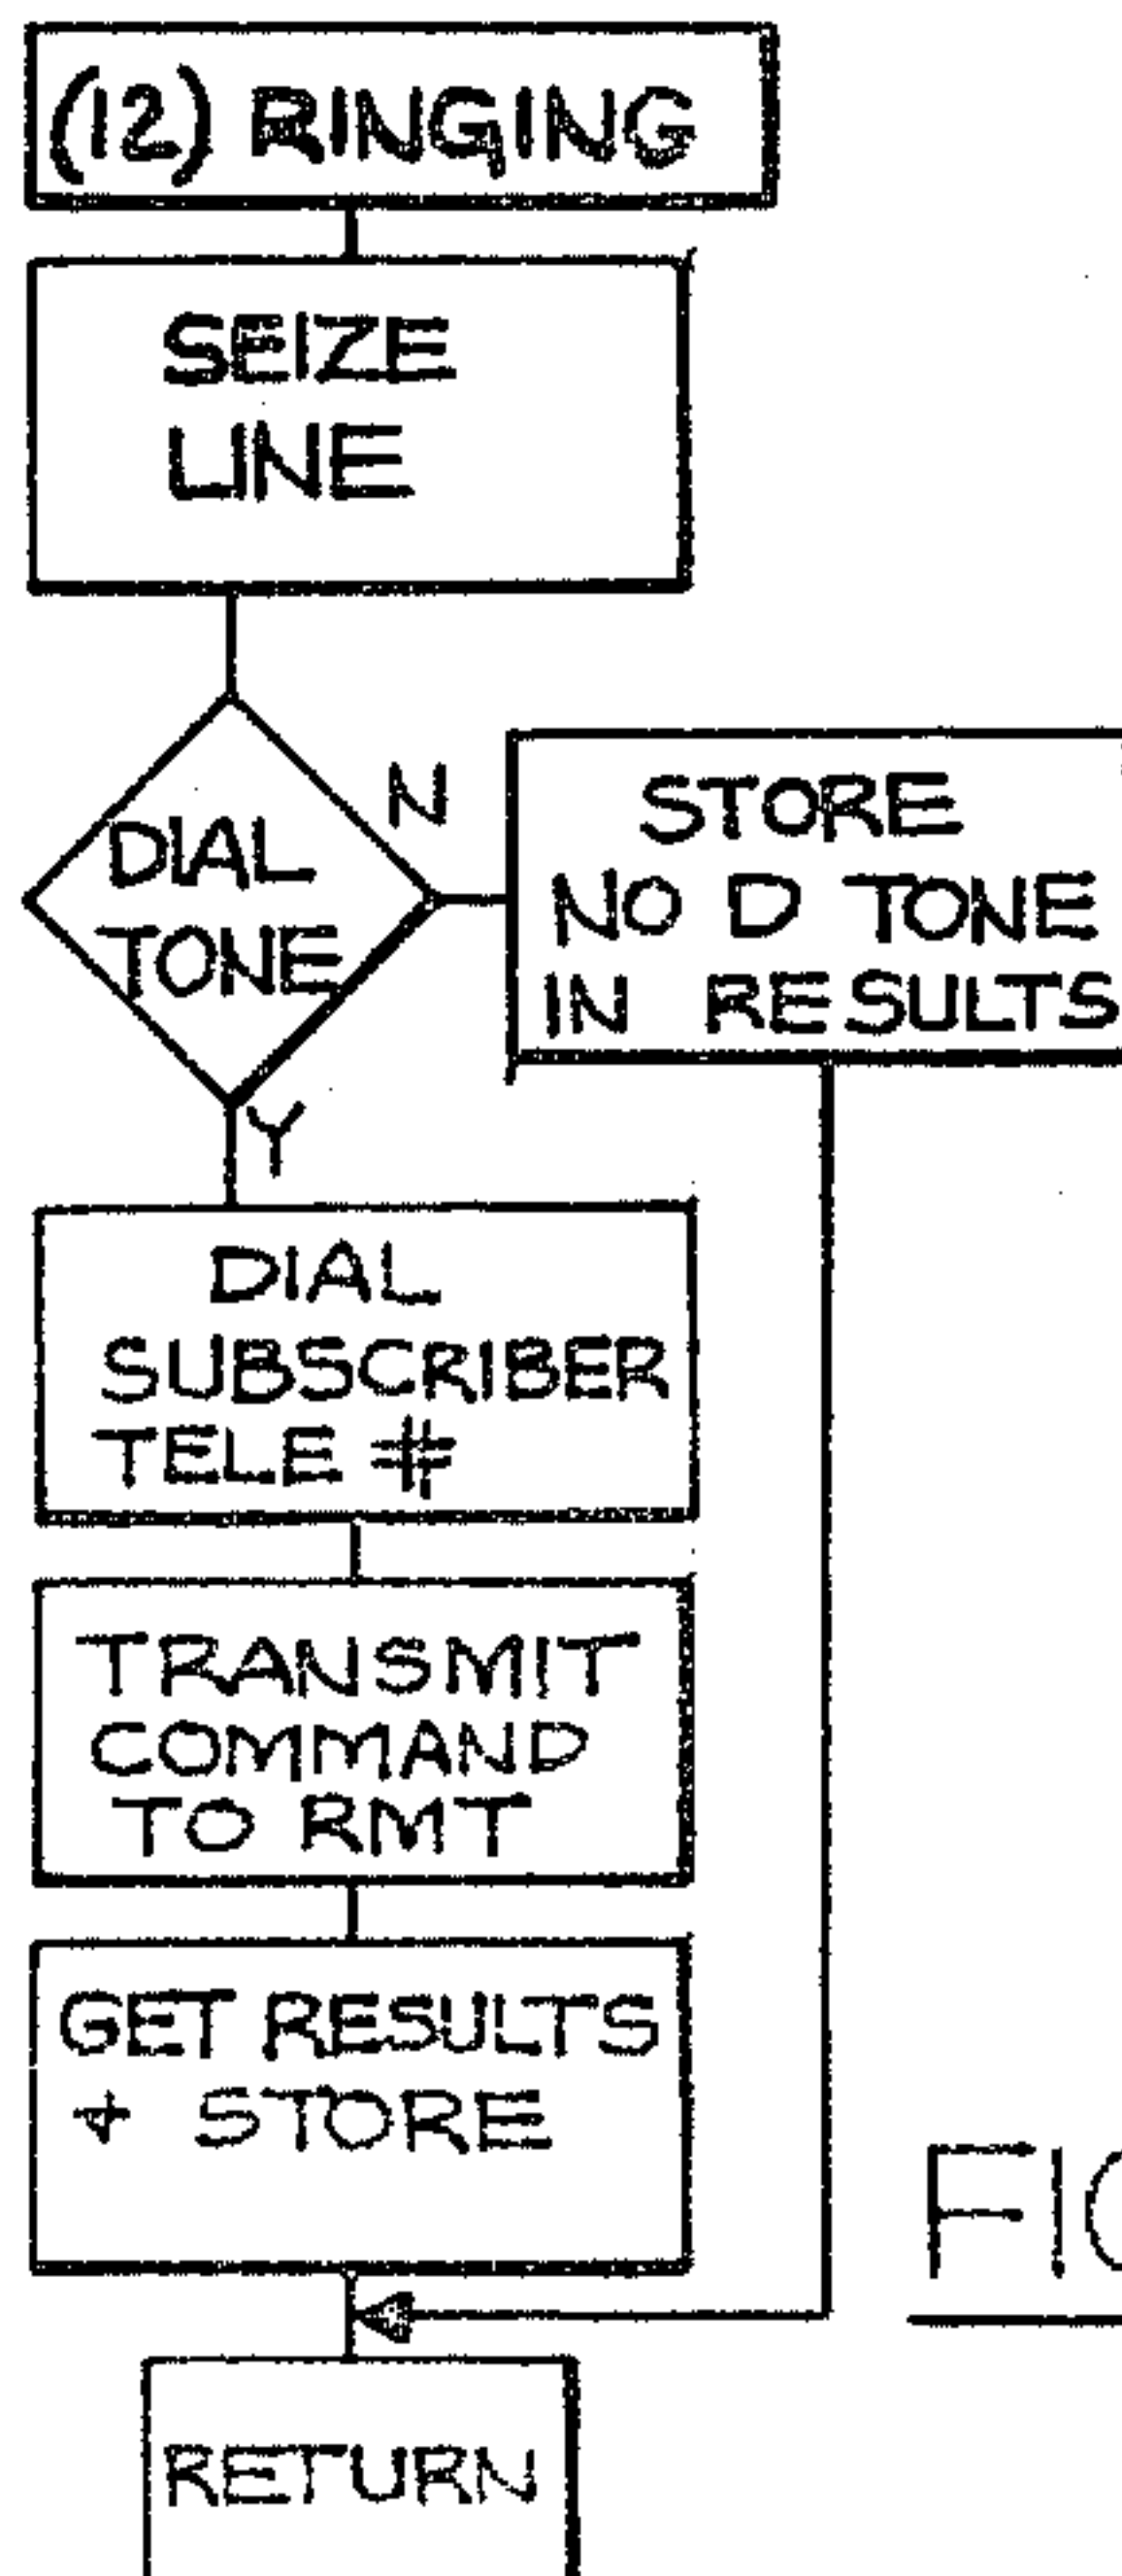 (12) RINGING
SEIZE
LINE
DIAL
TONE
N
STORE
NO D TONE
IN RESULTS
Y
DIAL
SUBSCRIBER
TELE #
TRANSMIT
COMMAND
TO RMT
GET RESULTS
+ STORE
RETURN